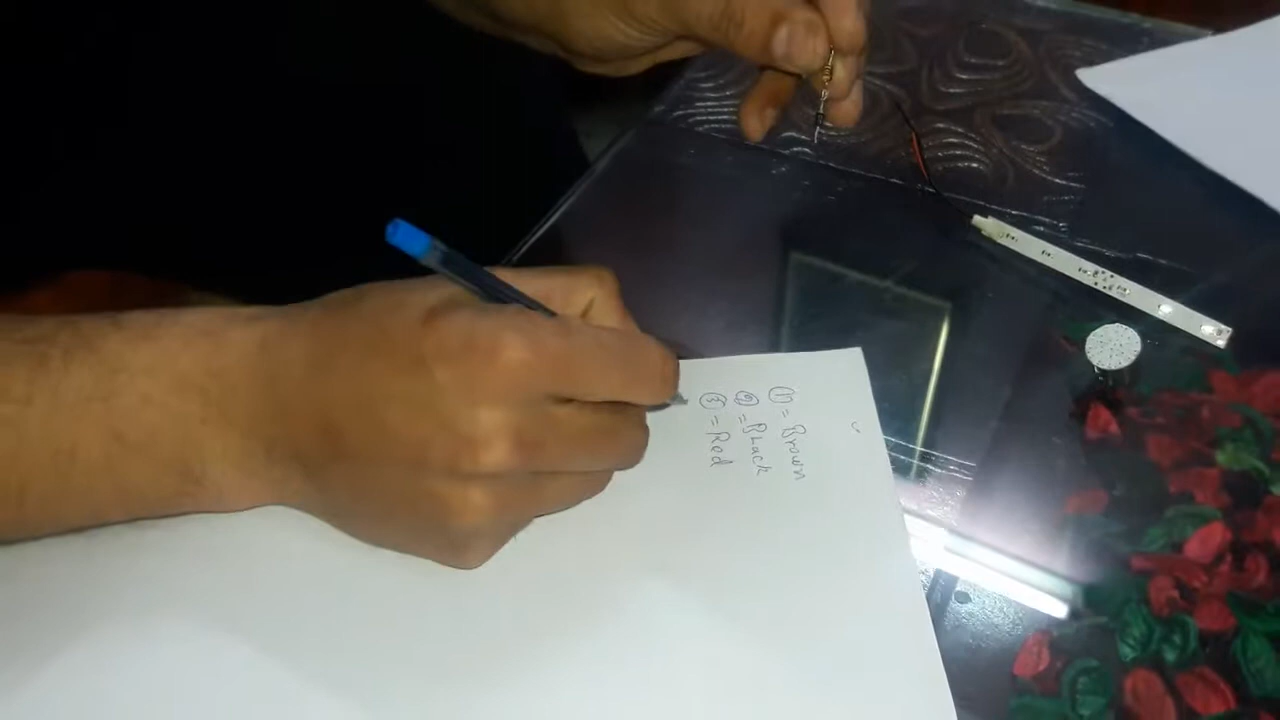 ① = Brown
② = Black
③ = Red